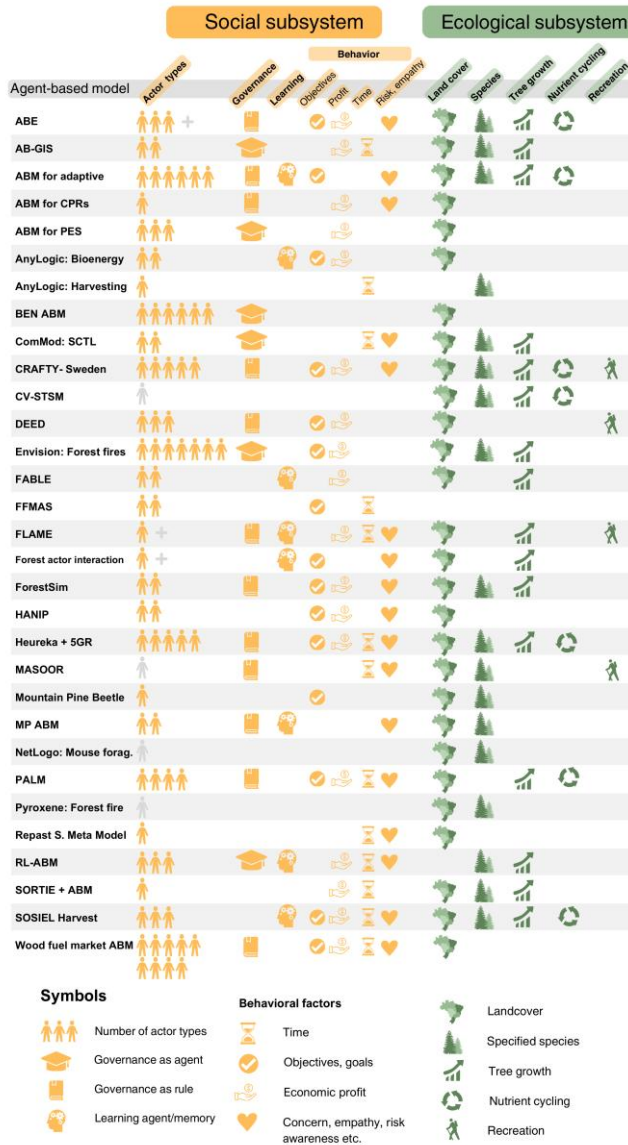 Social subsystem Ecological subsystem
Behavior
Agent-based model Actor types Governance Learning Objectives Profit Time Risk, empathy Land cover Species Tree growth Nutrient cycling Recreation
ABE
AB-GIS
ABM for adaptive
ABM for CPRs
ABM for PES
AnyLogic: Bioenergy
AnyLogic: Harvesting
BEN ABM
ComMod: SCTL
CRAFTY- Sweden
CV-STSM
DEED
Envision: Forest fires
FABLE
FFMAS
FLAME
Forest actor interaction
ForestSim
HANIP
Heureka + 5GR
MASOOR
Mountain Pine Beetle
MP ABM
NetLogo: Mouse forag.
PALM
Pyroxene: Forest fire
Repast S. Meta Model
RL-ABM
SORTIE + ABM
SOSIEL Harvest
Wood fuel market ABM
Symbols
Number of actor types
Governance as agent
Governance as rule
Learning agent/memory
Behavioral factors
Time
Objectives, goals
Economic profit
Concern, empathy, risk
awareness etc.
Landcover
Specified species
Tree growth
Nutrient cycling
Recreation